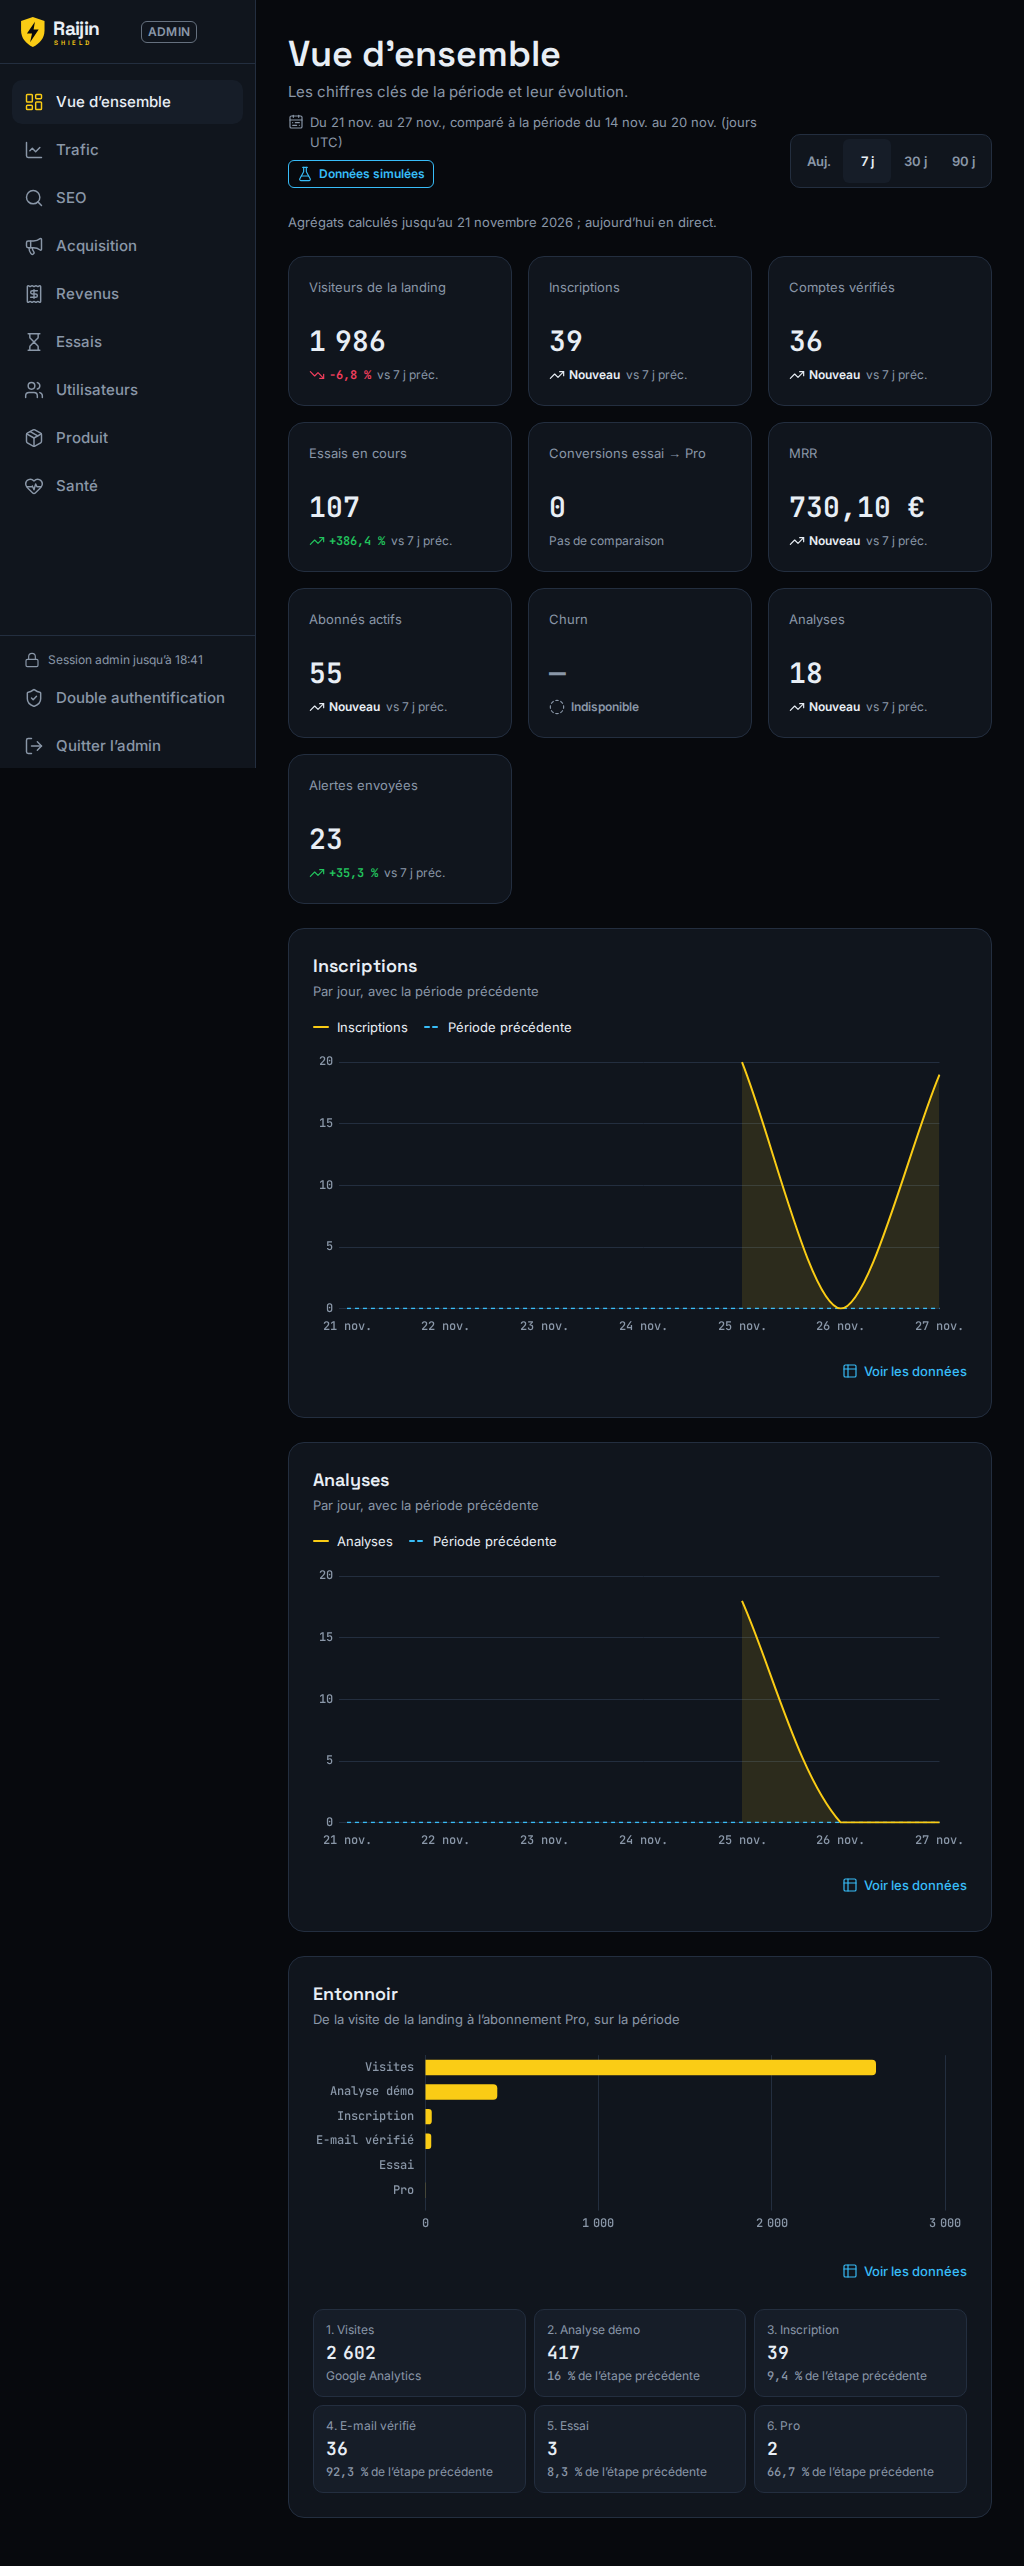 Raijin
SHIELD
ADMIN
Vue d’ensemble
Trafic
SEO
Acquisition
Revenus
Essais
Utilisateurs
Produit
Santé
Session admin jusqu’à 18:41
Double authentification
Quitter l’admin
Vue d’ensemble
Les chiffres clés de la période et leur évolution.
Du 21 nov. au 27 nov., comparé à la période du 14 nov. au 20 nov. (jours
UTC)
Données simulées
Auj. 7 j 30 j 90 j
Agrégats calculés jusqu’au 21 novembre 2026 ; aujourd’hui en direct.
Visiteurs de la landing
1 986
-6,8 % vs 7 j préc.
Inscriptions
39
Nouveau vs 7 j préc.
Comptes vérifiés
36
Nouveau vs 7 j préc.
Essais en cours
107
+386,4 % vs 7 j préc.
Conversions essai → Pro
0
Pas de comparaison
MRR
730,10 €
Nouveau vs 7 j préc.
Abonnés actifs
55
Nouveau vs 7 j préc.
Churn
—
Indisponible
Analyses
18
Nouveau vs 7 j préc.
Alertes envoyées
23
+35,3 % vs 7 j préc.
Inscriptions
Par jour, avec la période précédente
Inscriptions Période précédente
20
15
10
5
0
21 nov. 22 nov. 23 nov. 24 nov. 25 nov. 26 nov. 27 nov.
Voir les données
Analyses
Par jour, avec la période précédente
Analyses Période précédente
20
15
10
5
0
21 nov. 22 nov. 23 nov. 24 nov. 25 nov. 26 nov. 27 nov.
Voir les données
Entonnoir
De la visite de la landing à l’abonnement Pro, sur la période
Visites
Analyse démo
Inscription
E-mail vérifié
Essai
Pro
0 1 000 2 000 3 000
Voir les données
1. Visites
2 602
Google Analytics
2. Analyse démo
417
16 % de l’étape précédente
3. Inscription
39
9,4 % de l’étape précédente
4. E-mail vérifié
36
92,3 % de l’étape précédente
5. Essai
3
8,3 % de l’étape précédente
6. Pro
2
66,7 % de l’étape précédente